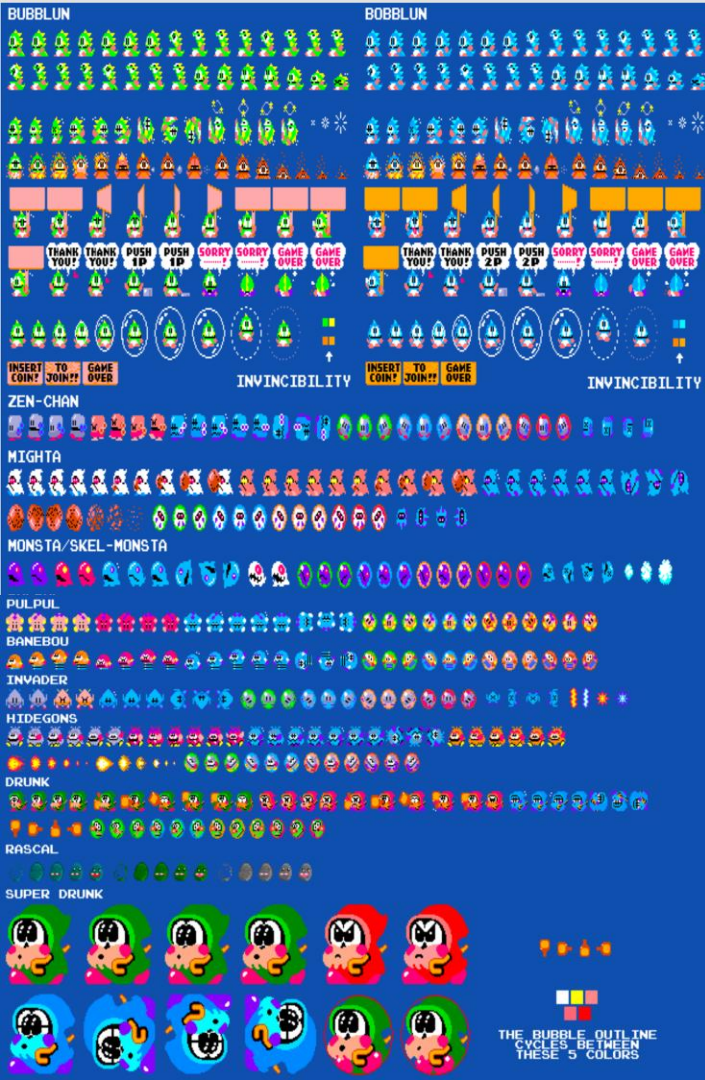 BUBBLUN
BOBBLUN
THANK YOU!
THANK YOU!
PUSH 1P
PUSH 1P
SORRY ........!
SORRY ........!
GAME OVER
GAME OVER
THANK YOU!
THANK YOU!
PUSH 2P
PUSH 2P
SORRY ........!
SORRY ........!
GAME OVER
GAME OVER
INSERT COIN!
TO JOIN!!
GAME OVER
INVINCIBILITY
INSERT COIN!
TO JOIN!!
GAME OVER
INVINCIBILITY
ZEN-CHAN
MIGHTA
MONSTA/SKEL-MONSTA
PULPUL
BANEBOU
INVADER
HIDEGONS
DRUNK
RASCAL
SUPER DRUNK
THE BUBBLE OUTLINE
CYCLES BETWEEN
THESE 5 COLORS